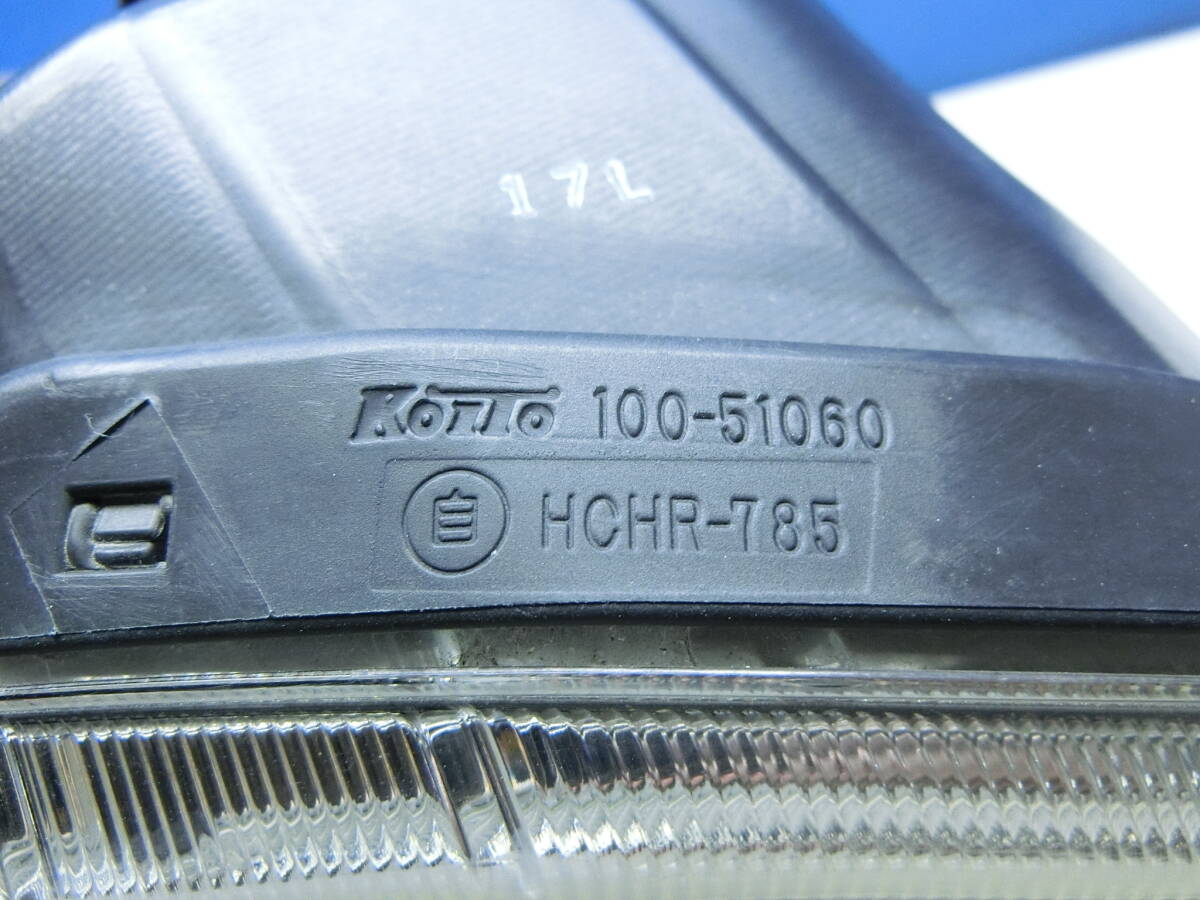 17L
KOITO 100-51060
自 HCHR-785